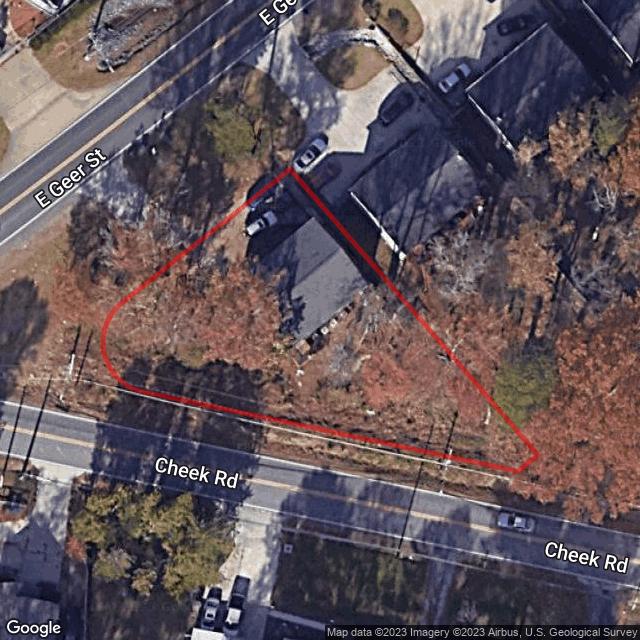 E Ge
E Geer St
Cheek Rd
Cheek Rd
Google
Map data ©2023 Imagery ©2023 Airbus, U.S. Geological Survey